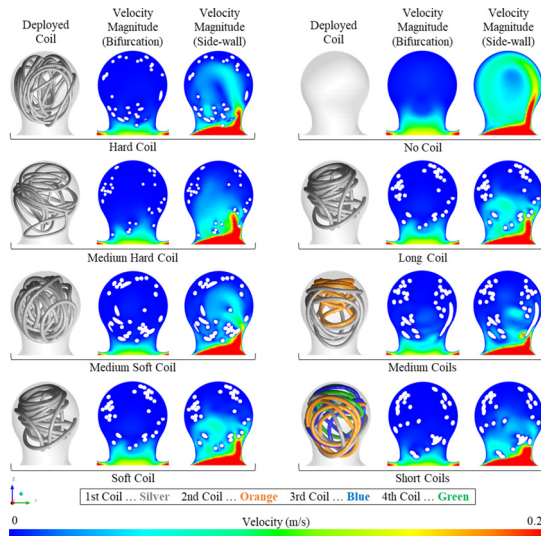 Deployed Coil
Velocity Magnitude (Bifurcation)
Velocity Magnitude (Side-wall)
Deployed Coil
Velocity Magnitude (Bifurcation)
Velocity Magnitude (Side-wall)
Hard Coil
No Coil
Medium Hard Coil
Long Coil
Medium Soft Coil
Medium Coils
Soft Coil
Short Coils
1st Coil … Silver 2nd Coil … Orange 3rd Coil … Blue 4th Coil … Green
0 Velocity (m/s) 0.2